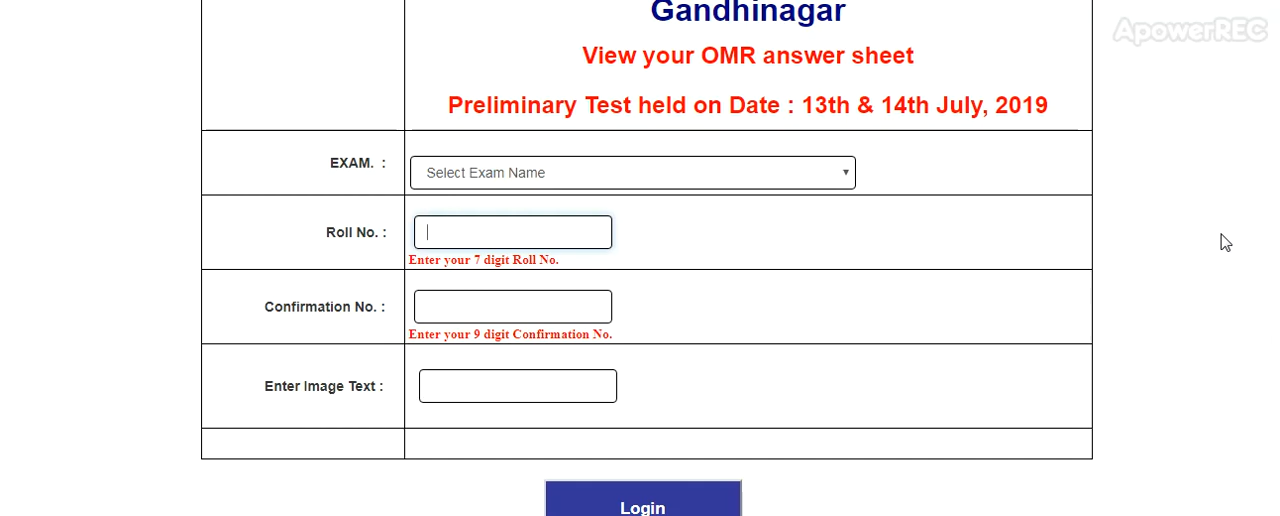 Gandhinagar
ApowerREC
View your OMR answer sheet
Preliminary Test held on Date : 13th & 14th July, 2019
EXAM. :
Select Exam Name
Roll No. :
Enter your 7 digit Roll No.
Confirmation No. :
Enter your 9 digit Confirmation No.
Enter Image Text :
Login